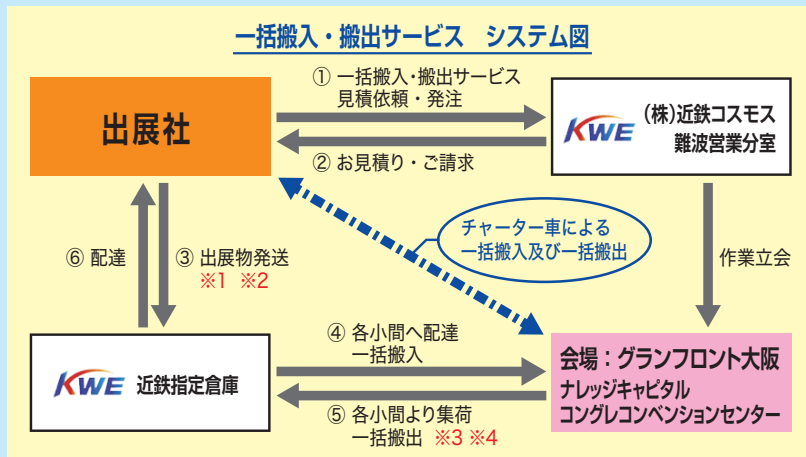 一括搬入・搬出サービス　システム図
出展社
① 一括搬入・搬出サービス
見積依頼・発注
② お見積り・ご請求
KWE
(株)近鉄コスモス
難波営業分室
チャーター車による
一括搬入及び一括搬出
⑥ 配達
③ 出展物発送
※1 ※2
作業立会
KWE 近鉄指定倉庫
④ 各小間へ配達
一括搬入
⑤ 各小間より集荷
一括搬出 ※3 ※4
会場：グランフロント大阪
ナレッジキャピタル
コングレコンベンションセンター